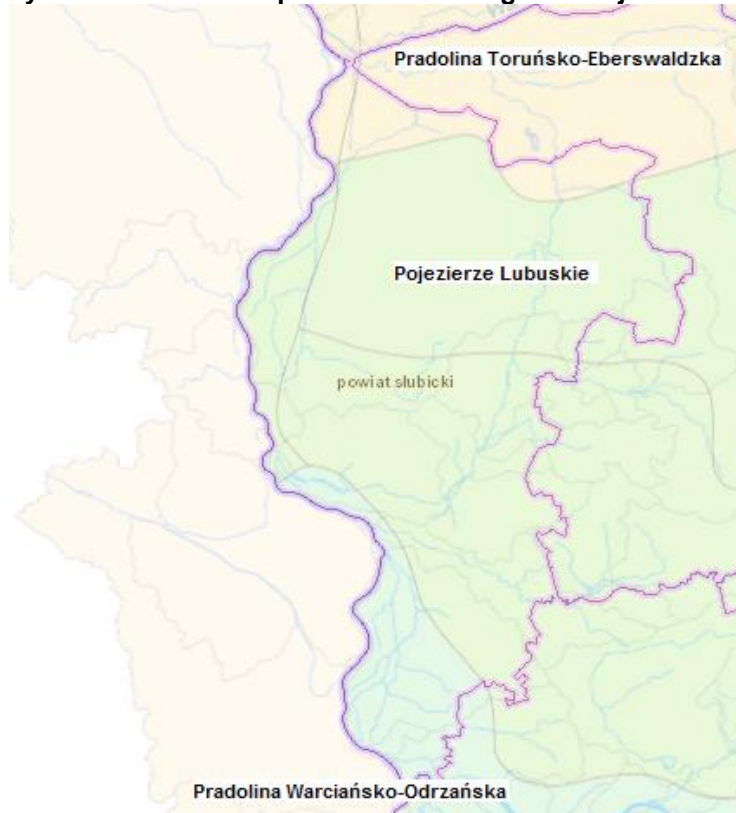 Pradolina Toruńsko-Eberswaldzka
Pojezierze Lubuskie
powiat słubicki
Pradolina Warciańsko-Odrzańska